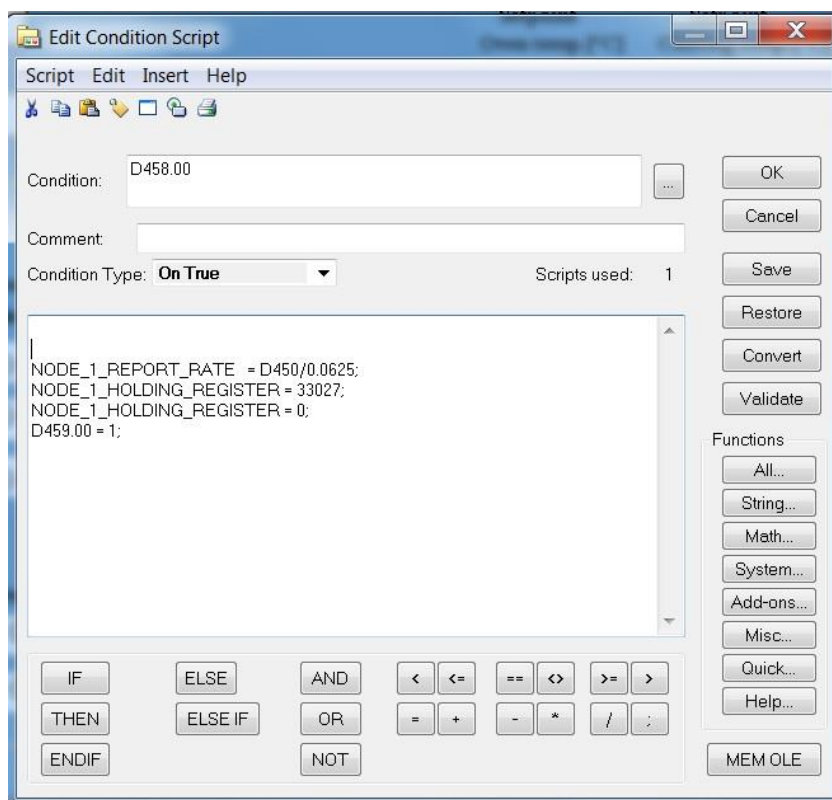 Edit Condition Script
Script Edit Insert Help
Condition: D458.00 ...
OK
Cancel
Comment:
Condition Type: On True Scripts used: 1
Save
Restore
Convert
Validate
NODE_1_REPORT_RATE = D450/0.0625;
NODE_1_HOLDING_REGISTER = 33027;
NODE_1_HOLDING_REGISTER = 0;
D459.00 = 1;
Functions
All...
String...
Math...
System...
Add-ons...
Misc...
Quick...
Help...
IF ELSE AND < <= == <> >= >
THEN ELSE IF OR = + - * / ;
ENDIF NOT MEM OLE